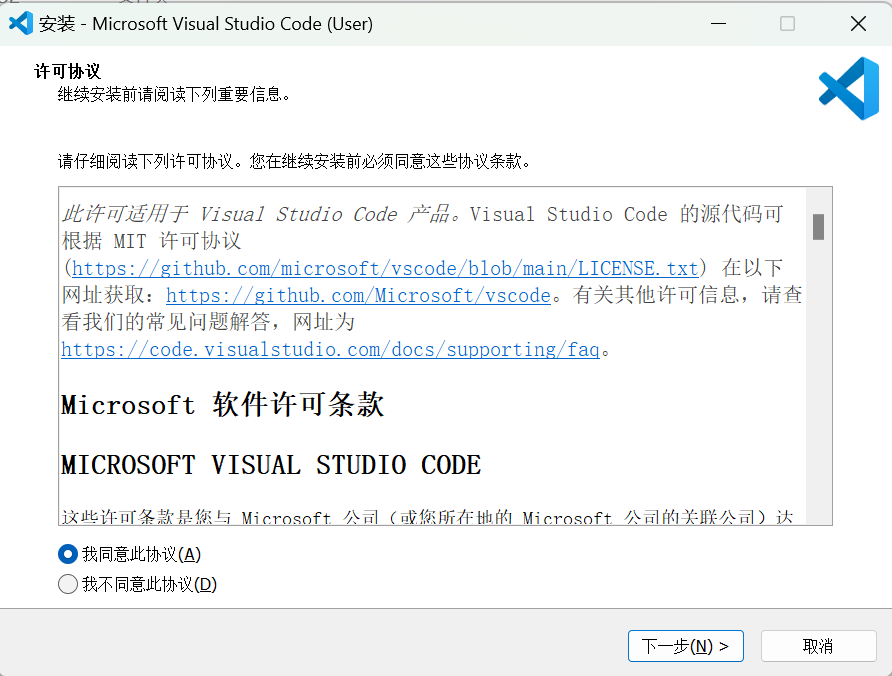 安装 - Microsoft Visual Studio Code (User)
许可协议
继续安装前请阅读下列重要信息。
请仔细阅读下列许可协议。您在继续安装前必须同意这些协议条款。
此许可适用于 Visual Studio Code 产品。Visual Studio Code 的源代码可
根据 MIT 许可协议
(https://github.com/microsoft/vscode/blob/main/LICENSE.txt) 在以下
网址获取：https://github.com/Microsoft/vscode。有关其他许可信息，请查
看我们的常见问题解答，网址为
https://code.visualstudio.com/docs/supporting/faq。
Microsoft 软件许可条款
MICROSOFT VISUAL STUDIO CODE
这些许可条款是您与 Microsoft 公司（或您所在地的 Microsoft 公司的关联公司）达
我同意此协议(A)
我不同意此协议(D)
下一步(N) >
取消